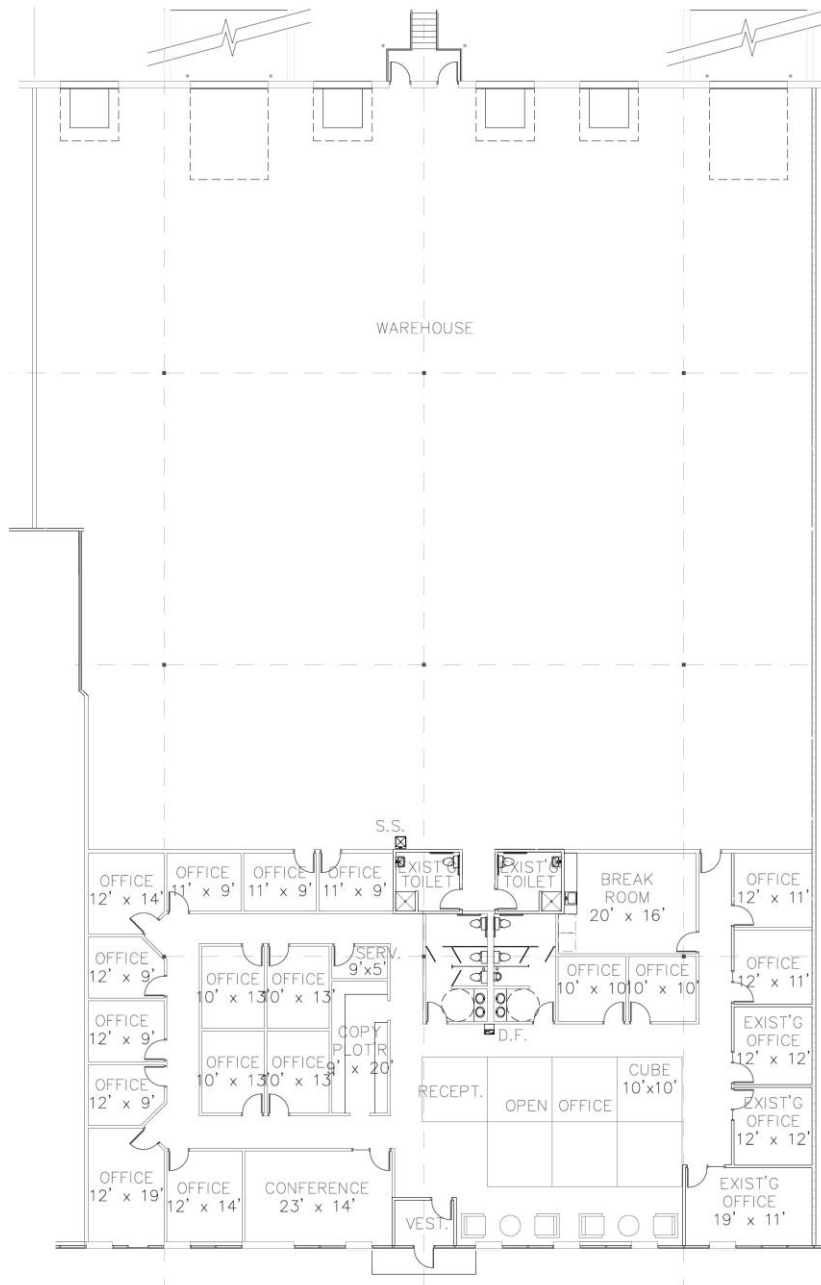 WAREHOUSE
S.S.
OFFICE
12' x 14'
OFFICE
11' x 9'
OFFICE
11' x 9'
OFFICE
11' x 9'
EXIST'G
TOILET
EXIST'G
TOILET
BREAK
ROOM
20' x 16'
OFFICE
12' x 11'
OFFICE
12' x 9'
SERV.
9'x5'
OFFICE
10' x 13'
OFFICE
10' x 13'
OFFICE
10' x 10'
OFFICE
10' x 10'
OFFICE
12' x 11'
OFFICE
12' x 9'
COPY
PLOT'R
9' x 20'
D.F.
EXIST'G
OFFICE
12' x 12'
OFFICE
12' x 9'
OFFICE
10' x 13'
OFFICE
10' x 13'
RECEPT.
OPEN OFFICE
CUBE
10'x10'
EXIST'G
OFFICE
12' x 12'
OFFICE
12' x 19'
OFFICE
12' x 14'
CONFERENCE
23' x 14'
VEST.
EXIST'G
OFFICE
19' x 11'